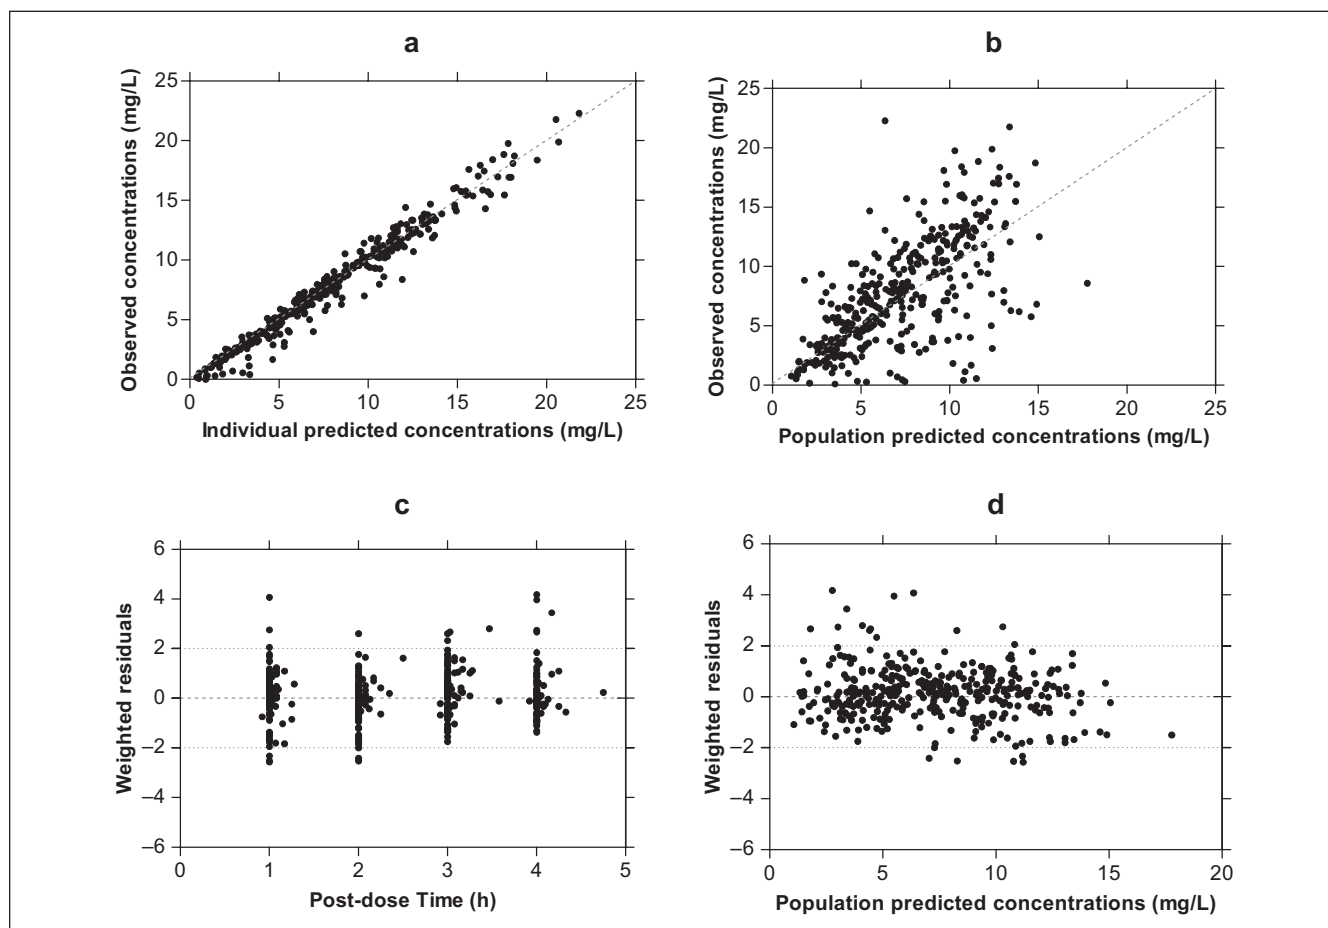 a
b
25
20
15
10
5
0
Observed concentrations (mg/L)
0 5 10 15 20 25
Individual predicted concentrations (mg/L)
25
20
15
10
5
0
Observed concentrations (mg/L)
0 5 10 15 20 25
Population predicted concentrations (mg/L)
c
d
6
4
2
0
–2
–4
–6
Weighted residuals
0 1 2 3 4 5
Post-dose Time (h)
6
4
2
0
–2
–4
–6
Weighted residuals
0 5 10 15 20
Population predicted concentrations (mg/L)